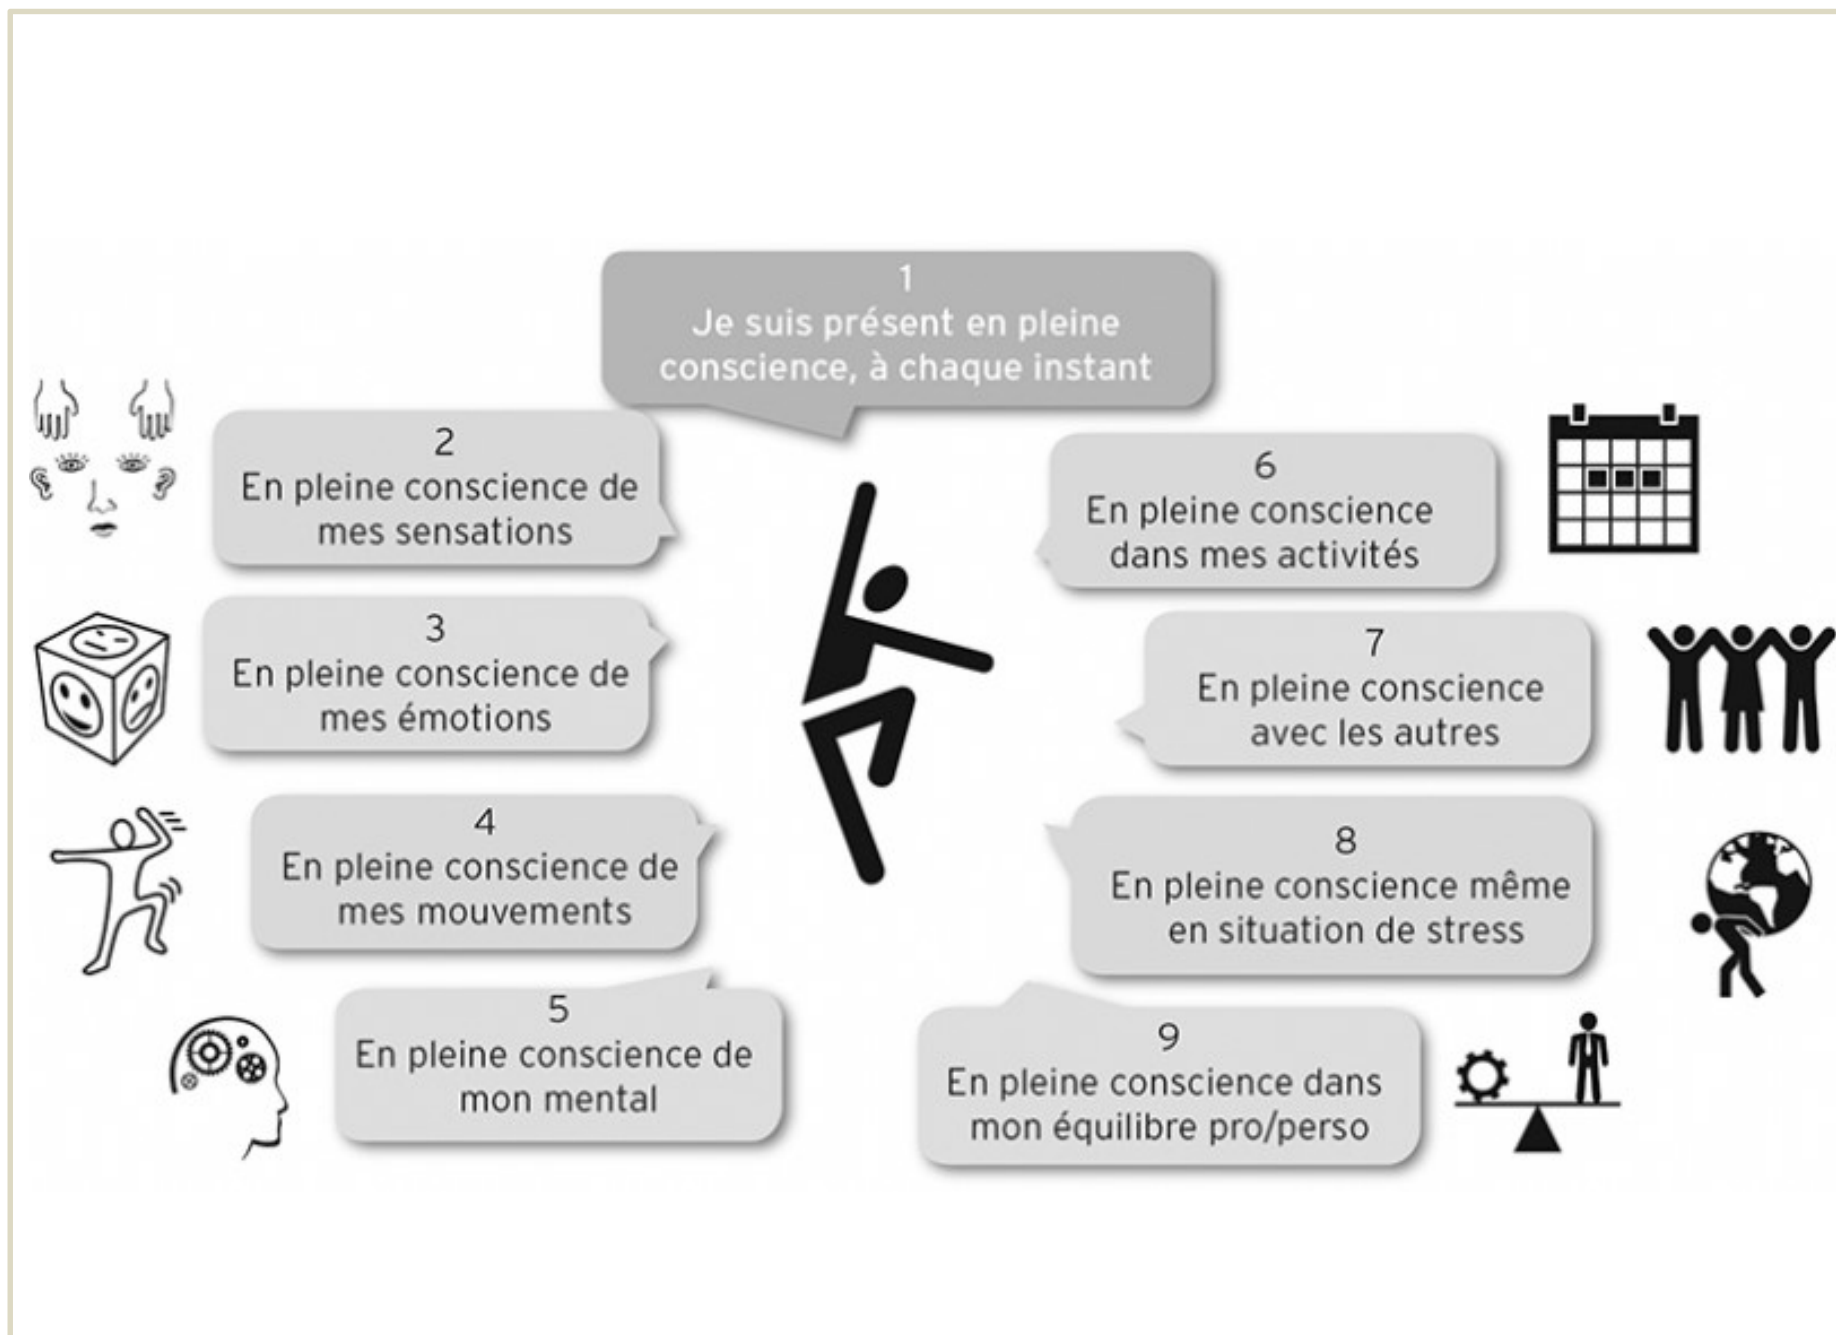 1
Je suis présent en pleine
conscience, à chaque instant
2
En pleine conscience de
mes sensations
3
En pleine conscience de
mes émotions
4
En pleine conscience de
mes mouvements
5
En pleine conscience de
mon mental
6
En pleine conscience
dans mes activités
7
En pleine conscience
avec les autres
8
En pleine conscience même
en situation de stress
9
En pleine conscience dans
mon équilibre pro/perso